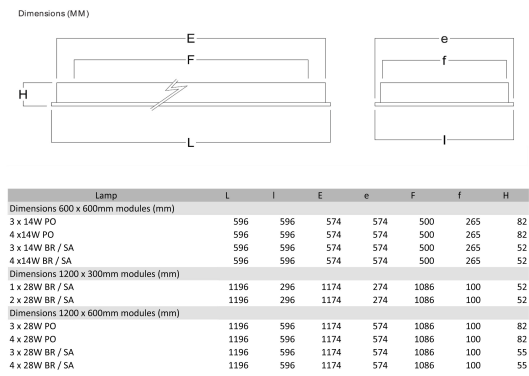 Dimensions (MM)
E e
F f
H
L l
Lamp L l E e F f H
Dimensions 600 x 600mm modules (mm)
3 x 14W PO 596 596 574 574 500 265 82
4 x14W PO 596 596 574 574 500 265 82
3 x 14W BR / SA 596 596 574 574 500 265 52
4 x14W BR / SA 596 596 574 574 500 265 52
Dimensions 1200 x 300mm modules (mm)
1 x 28W BR / SA 1196 296 1174 274 1086 100 52
2 x 28W BR / SA 1196 296 1174 274 1086 100 52
Dimensions 1200 x 600mm modules (mm)
3 x 28W PO 1196 596 1174 574 1086 100 82
4 x 28W PO 1196 596 1174 574 1086 100 82
3 x 28W BR / SA 1196 596 1174 574 1086 100 55
4 x 28W BR / SA 1196 596 1174 574 1086 100 55